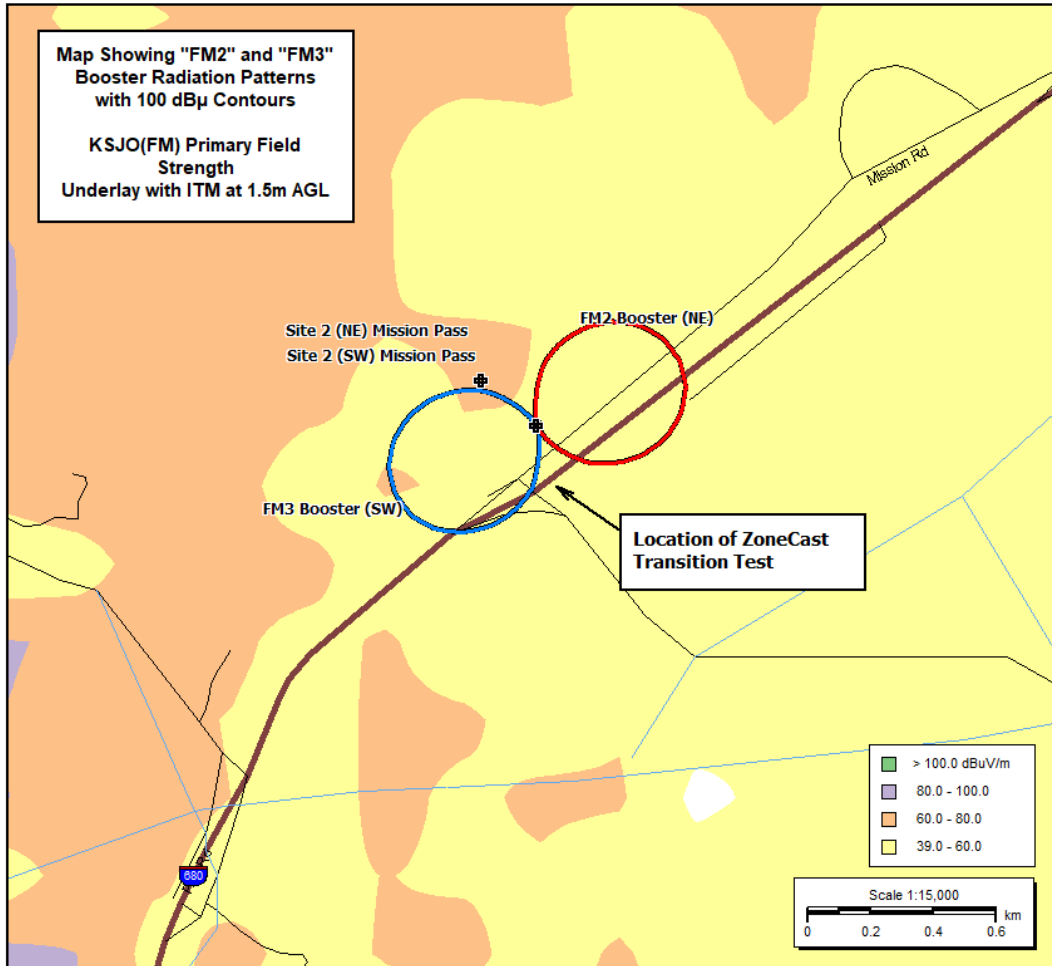 Map Showing "FM2" and "FM3"
Booster Radiation Patterns
with 100 dBμ Contours
KSJO(FM) Primary Field
Strength
Underlay with ITM at 1.5m AGL
Mission Rd
Site 2 (NE) Mission Pass
FM2 Booster (NE)
Site 2 (SW) Mission Pass
FM3 Booster (SW)
Location of ZoneCast
Transition Test
> 100.0 dBuV/m
80.0 - 100.0
60.0 - 80.0
39.0 - 60.0
680
Scale 1:15,000
km
0 0.2 0.4 0.6